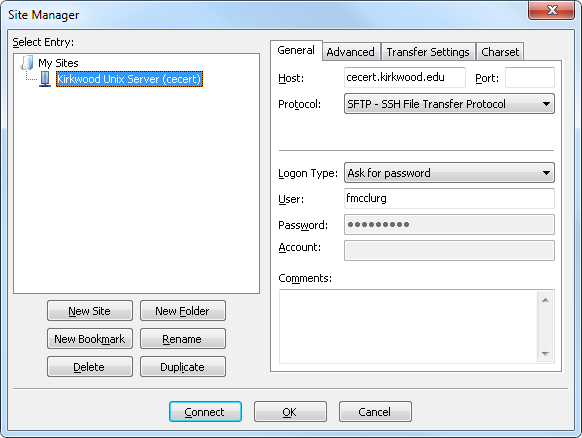 Site Manager
Select Entry:
My Sites
Kirkwood Unix Server (cecert)
New Site
New Folder
New Bookmark
Rename
Delete
Duplicate
General
Advanced
Transfer Settings
Charset
Host:
cecert.kirkwood.edu
Port:
Protocol:
SFTP - SSH File Transfer Protocol
Logon Type:
Ask for password
User:
fmcclurg
Password:
●●●●●●●●●
Account:
Comments:
Connect
OK
Cancel